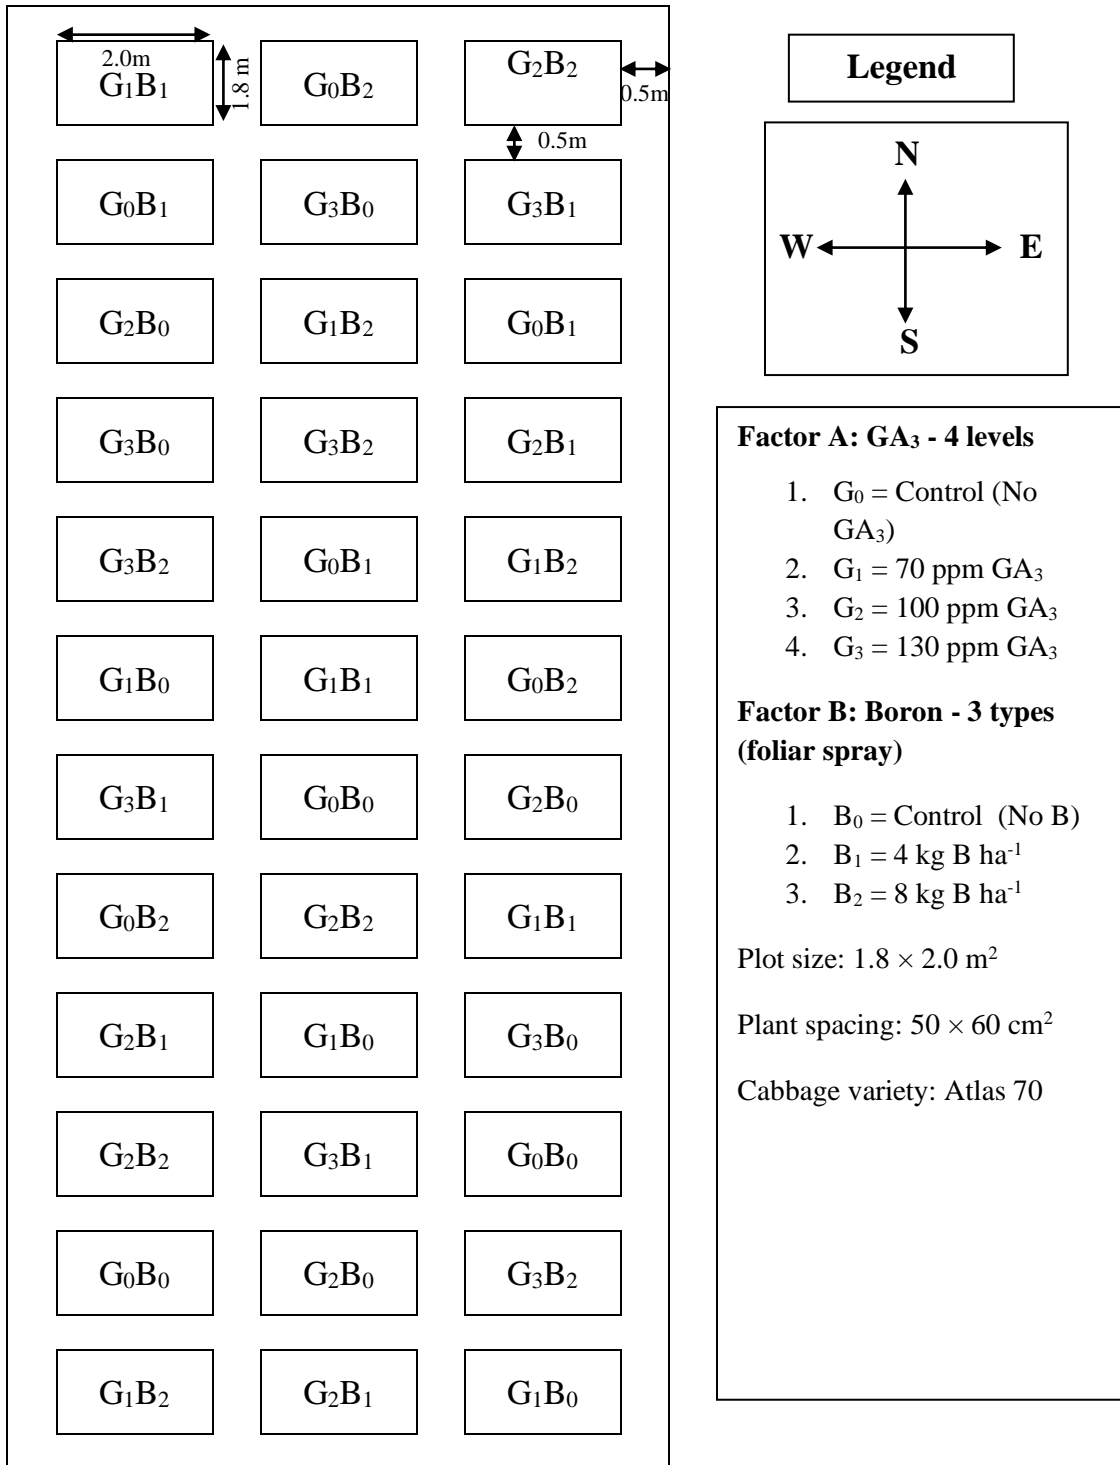 2.0m
1.8 m
G₁B₁ G₀B₂ G₂B₂
0.5m
0.5m
G₀B₁ G₃B₀ G₃B₁
G₂B₀ G₁B₂ G₀B₁
G₃B₀ G₃B₂ G₂B₁
G₃B₂ G₀B₁ G₁B₂
G₁B₀ G₁B₁ G₀B₂
G₃B₁ G₀B₀ G₂B₀
G₀B₂ G₂B₂ G₁B₁
G₂B₁ G₁B₀ G₃B₀
G₂B₂ G₃B₁ G₀B₀
G₀B₀ G₂B₀ G₃B₂
G₁B₂ G₂B₁ G₁B₀
Legend
N
W E
S
Factor A: GA₃ - 4 levels
1. G₀ = Control (No
GA₃)
2. G₁ = 70 ppm GA₃
3. G₂ = 100 ppm GA₃
4. G₃ = 130 ppm GA₃
Factor B: Boron - 3 types
(foliar spray)
1. B₀ = Control (No B)
2. B₁ = 4 kg B ha⁻¹
3. B₂ = 8 kg B ha⁻¹
Plot size: 1.8 × 2.0 m²
Plant spacing: 50 × 60 cm²
Cabbage variety: Atlas 70